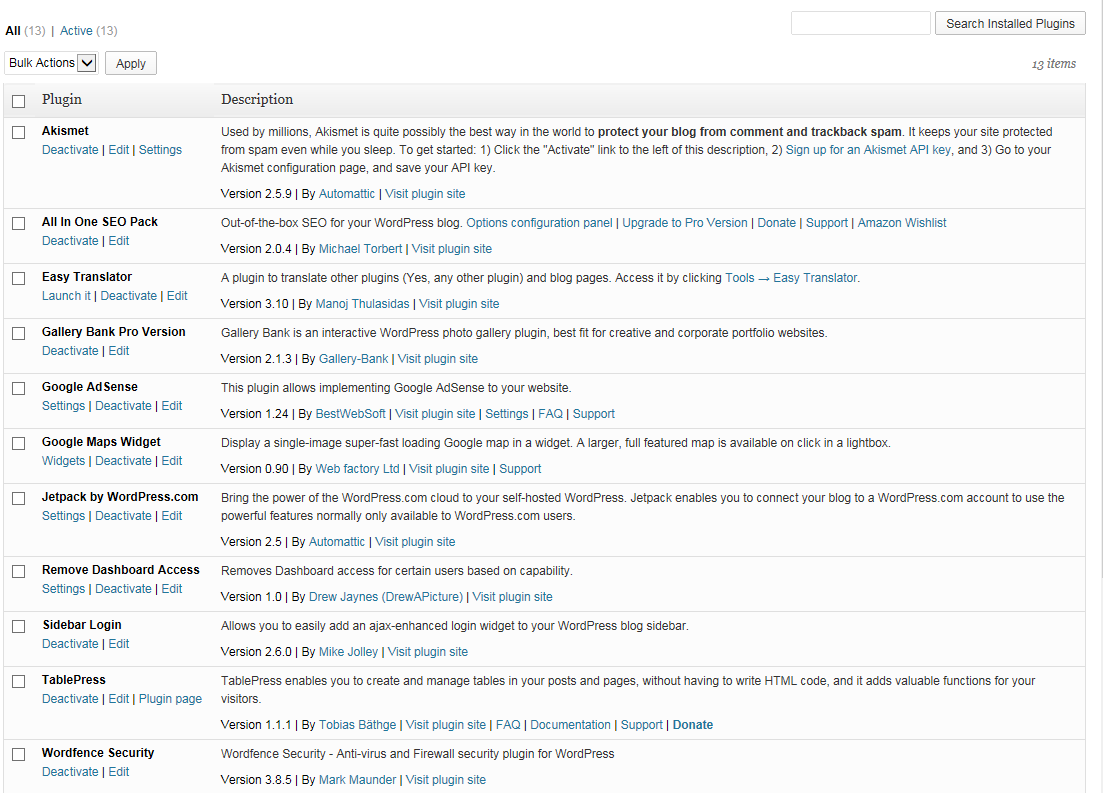 All (13) | Active (13)
Search Installed Plugins
Bulk Actions Apply
13 items
Plugin Description
Akismet
Deactivate | Edit | Settings
Used by millions, Akismet is quite possibly the best way in the world to protect your blog from comment and trackback spam. It keeps your site protected
from spam even while you sleep. To get started: 1) Click the "Activate" link to the left of this description, 2) Sign up for an Akismet API key, and 3) Go to your
Akismet configuration page, and save your API key.
Version 2.5.9 | By Automattic | Visit plugin site
All In One SEO Pack
Deactivate | Edit
Out-of-the-box SEO for your WordPress blog. Options configuration panel | Upgrade to Pro Version | Donate | Support | Amazon Wishlist
Version 2.0.4 | By Michael Torbert | Visit plugin site
Easy Translator
Launch it | Deactivate | Edit
A plugin to translate other plugins (Yes, any other plugin) and blog pages. Access it by clicking Tools → Easy Translator.
Version 3.10 | By Manoj Thulasidas | Visit plugin site
Gallery Bank Pro Version
Deactivate | Edit
Gallery Bank is an interactive WordPress photo gallery plugin, best fit for creative and corporate portfolio websites.
Version 2.1.3 | By Gallery-Bank | Visit plugin site
Google AdSense
Settings | Deactivate | Edit
This plugin allows implementing Google AdSense to your website.
Version 1.24 | By BestWebSoft | Visit plugin site | Settings | FAQ | Support
Google Maps Widget
Widgets | Deactivate | Edit
Display a single-image super-fast loading Google map in a widget. A larger, full featured map is available on click in a lightbox.
Version 0.90 | By Web factory Ltd | Visit plugin site | Support
Jetpack by WordPress.com
Settings | Deactivate | Edit
Bring the power of the WordPress.com cloud to your self-hosted WordPress. Jetpack enables you to connect your blog to a WordPress.com account to use the
powerful features normally only available to WordPress.com users.
Version 2.5 | By Automattic | Visit plugin site
Remove Dashboard Access
Settings | Deactivate | Edit
Removes Dashboard access for certain users based on capability.
Version 1.0 | By Drew Jaynes (DrewAPicture) | Visit plugin site
Sidebar Login
Deactivate | Edit
Allows you to easily add an ajax-enhanced login widget to your WordPress blog sidebar.
Version 2.6.0 | By Mike Jolley | Visit plugin site
TablePress
Deactivate | Edit | Plugin page
TablePress enables you to create and manage tables in your posts and pages, without having to write HTML code, and it adds valuable functions for your
visitors.
Version 1.1.1 | By Tobias Bäthge | Visit plugin site | FAQ | Documentation | Support | Donate
Wordfence Security
Deactivate | Edit
Wordfence Security - Anti-virus and Firewall security plugin for WordPress
Version 3.8.5 | By Mark Maunder | Visit plugin site